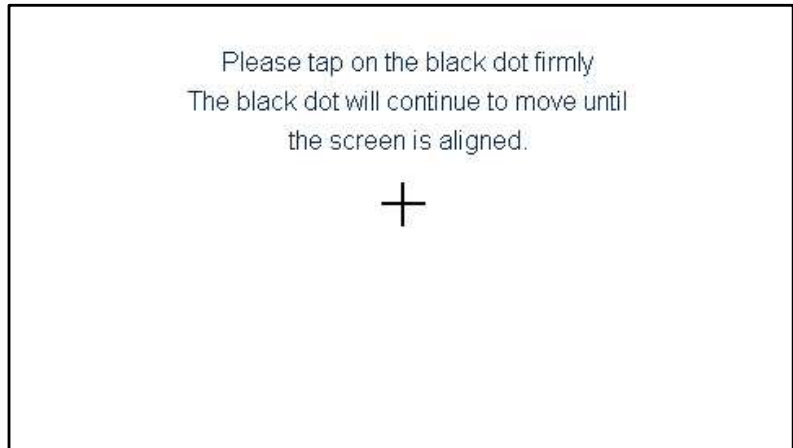 Please tap on the black dot firmly
The black dot will continue to move until
the screen is aligned.